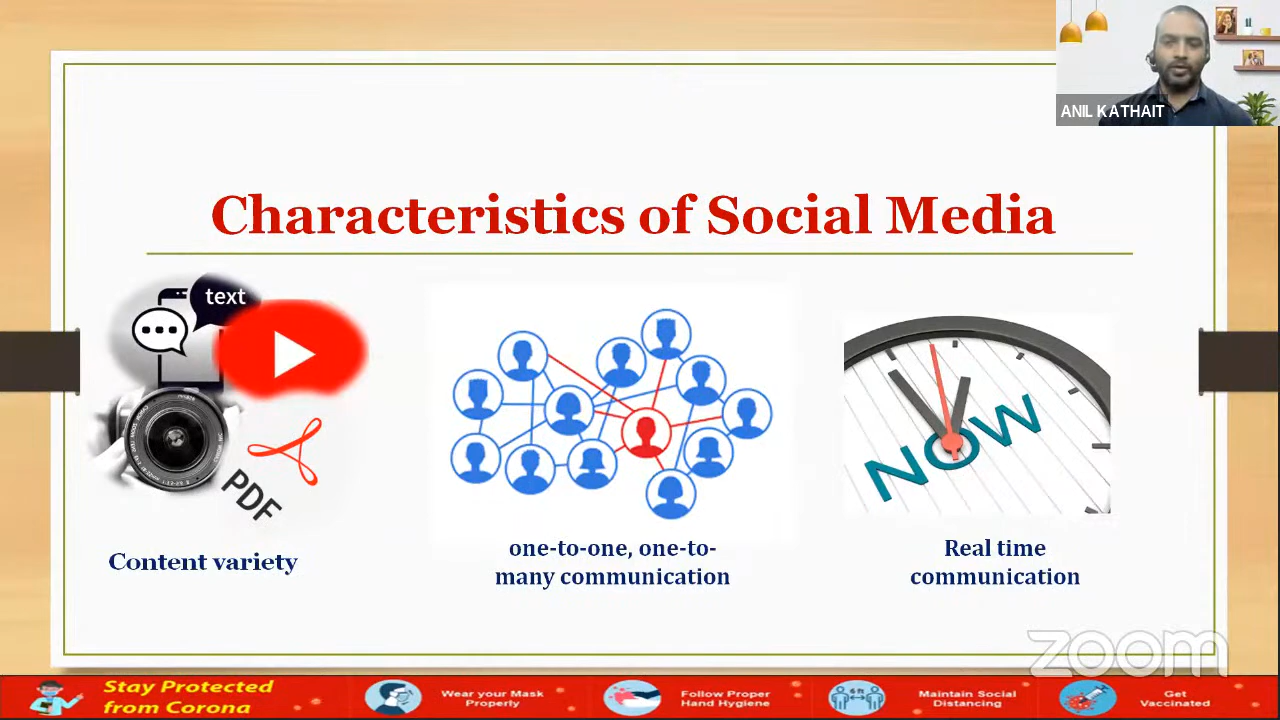 ANIL KATHAIT
Characteristics of Social Media
text
PDF
NOW
Content variety
one-to-one, one-to-
many communication
Real time
communication
zoom
Stay Protected
from Corona
Wear your Mask
Properly
Follow Proper
Hand Hygiene
6 ft
Maintain Social
Distancing
Get
Vaccinated